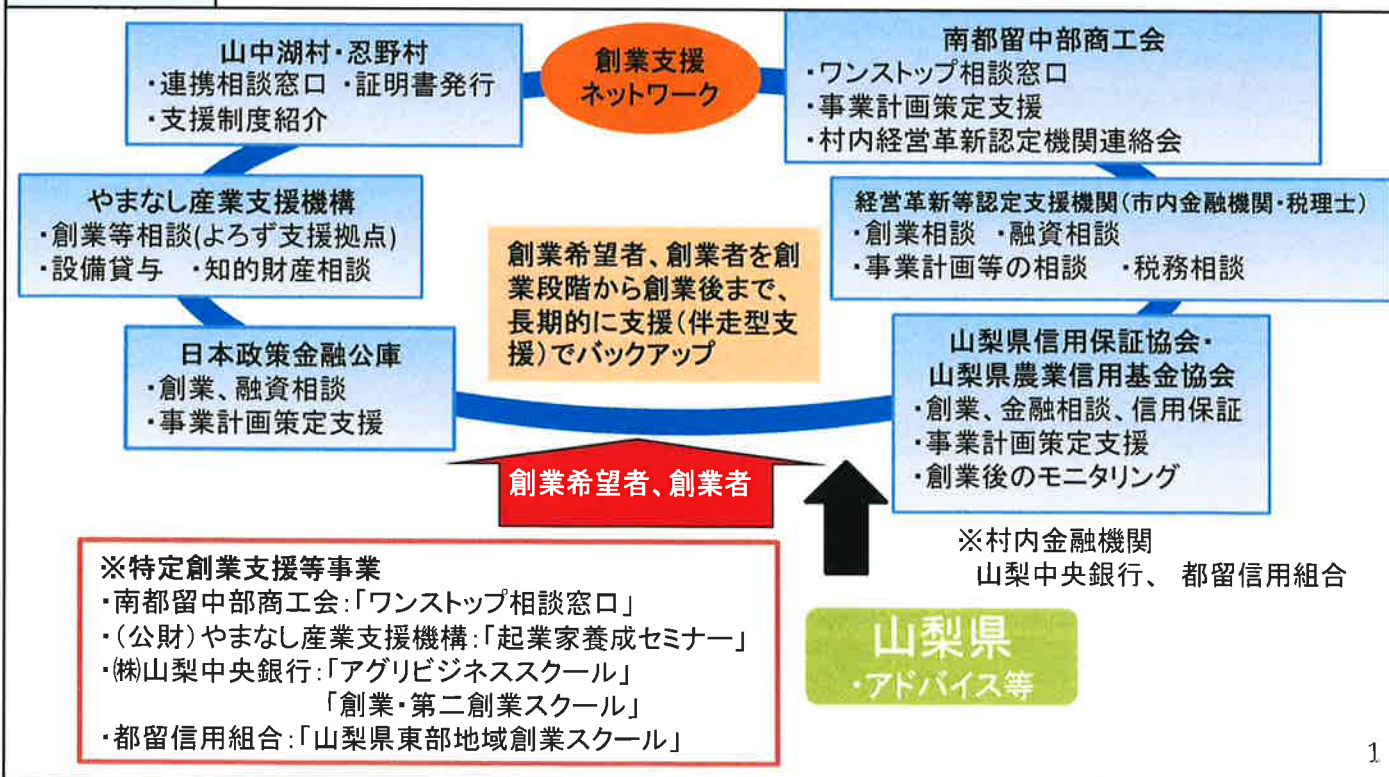 山中湖村・忍野村
・連携相談窓口 ・証明書発行
・支援制度紹介
創業支援
ネットワーク
南都留中部商工会
・ワンストップ相談窓口
・事業計画策定支援
・村内経営革新認定機関連絡会
やまなし産業支援機構
・創業等相談(よろず支援拠点)
・設備貸与 ・知的財産相談
創業希望者、創業者を創
業段階から創業後まで、
長期的に支援(伴走型支
援)でバックアップ
経営革新等認定支援機関(市内金融機関・税理士)
・創業相談 ・融資相談
・事業計画等の相談 ・税務相談
日本政策金融公庫
・創業、融資相談
・事業計画策定支援
山梨県信用保証協会・
山梨県農業信用基金協会
・創業、金融相談、信用保証
・事業計画策定支援
・創業後のモニタリング
創業希望者、創業者
※村内金融機関
山梨中央銀行、 都留信用組合
※特定創業支援等事業
・南都留中部商工会:「ワンストップ相談窓口」
・(公財)やまなし産業支援機構:「起業家養成セミナー」
・㈱山梨中央銀行:「アグリビジネススクール」
「創業・第二創業スクール」
・都留信用組合:「山梨県東部地域創業スクール」
山梨県
・アドバイス等
1